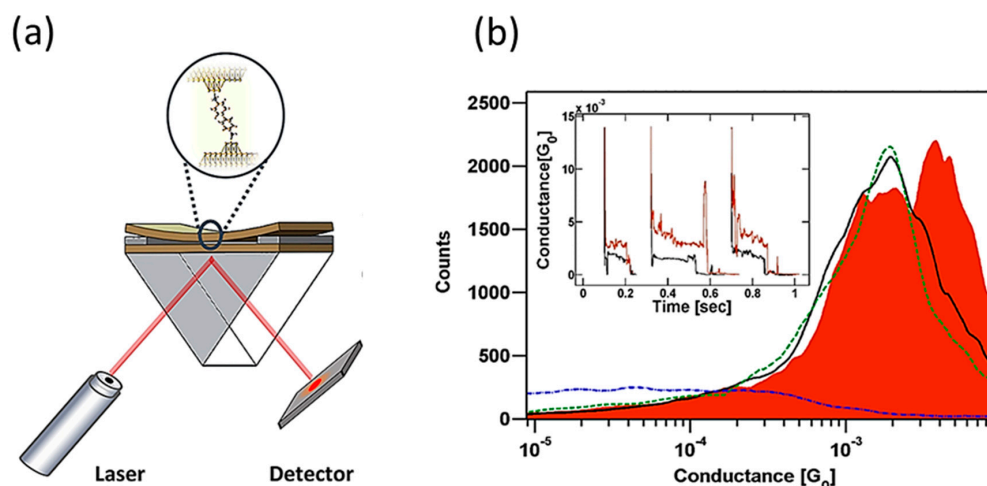 (a)
Laser
Detector
(b)
Counts
2500
2000
1500
1000
500
0
10⁻⁵
10⁻⁴
10⁻³
Conductance [G₀]
x 10⁻³
Conductance[G₀]
15
10
5
0
0.2
0.4
0.6
0.8
1
Time [sec]